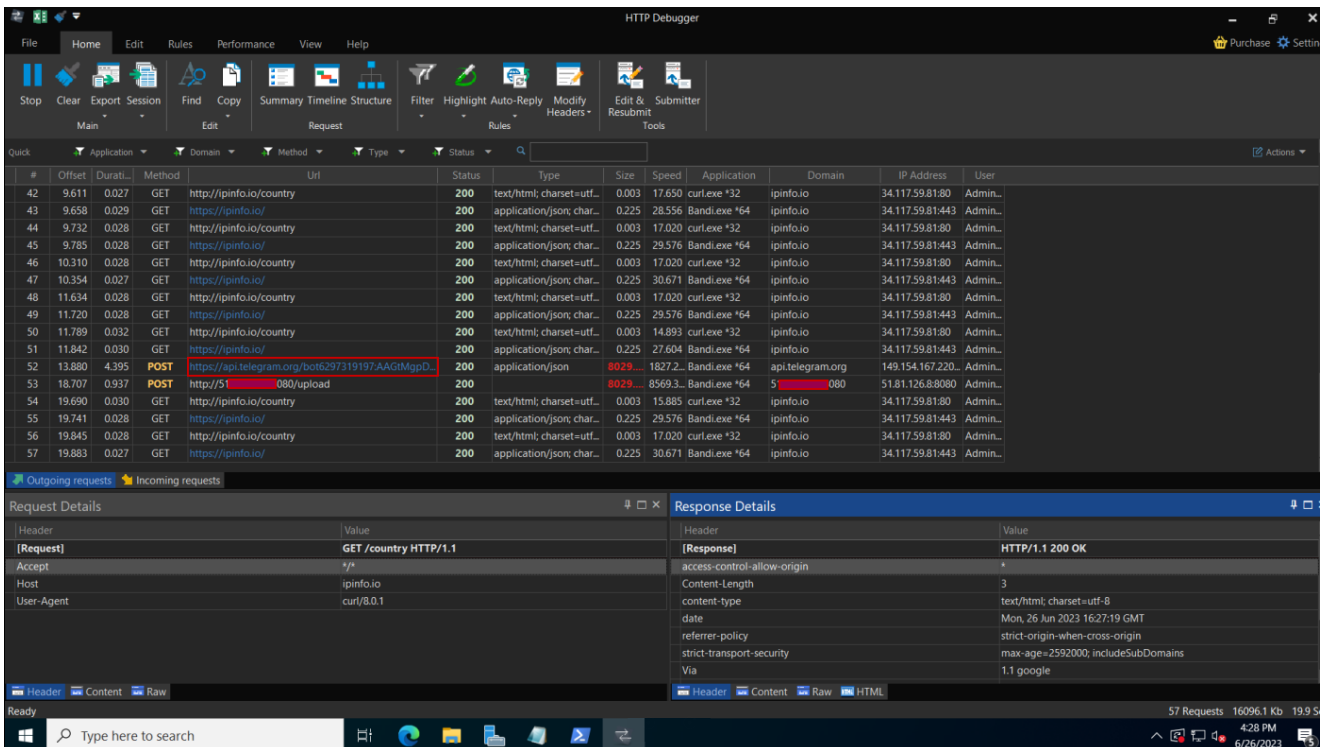 HTTP Debugger
File Home Edit Rules Performance View Help
Purchase Settin
Stop Clear Export Session Find Copy Summary Timeline Structure Filter Highlight Auto-Reply Modify Headers Edit & Resubmit Submitter
Main Edit Request Rules Tools
Quick Application Domain Method Type Status Actions
# Offset Durati... Method Url Status Type Size Speed Application Domain IP Address User
42 9.611 0.027 GET http://ipinfo.io/country 200 text/html; charset=utf... 0.003 17.650 curl.exe *32 ipinfo.io 34.117.59.81:80 Admin...
43 9.658 0.029 GET https://ipinfo.io/ 200 application/json; char... 0.225 28.556 Bandi.exe *64 ipinfo.io 34.117.59.81:443 Admin...
44 9.732 0.028 GET http://ipinfo.io/country 200 text/html; charset=utf... 0.003 17.020 curl.exe *32 ipinfo.io 34.117.59.81:80 Admin...
45 9.785 0.028 GET https://ipinfo.io/ 200 application/json; char... 0.225 29.576 Bandi.exe *64 ipinfo.io 34.117.59.81:443 Admin...
46 10.310 0.028 GET http://ipinfo.io/country 200 text/html; charset=utf... 0.003 17.020 curl.exe *32 ipinfo.io 34.117.59.81:80 Admin...
47 10.354 0.027 GET https://ipinfo.io/ 200 application/json; char... 0.225 30.671 Bandi.exe *64 ipinfo.io 34.117.59.81:443 Admin...
48 11.634 0.028 GET http://ipinfo.io/country 200 text/html; charset=utf... 0.003 17.020 curl.exe *32 ipinfo.io 34.117.59.81:80 Admin...
49 11.720 0.028 GET https://ipinfo.io/ 200 application/json; char... 0.225 29.576 Bandi.exe *64 ipinfo.io 34.117.59.81:443 Admin...
50 11.789 0.032 GET http://ipinfo.io/country 200 text/html; charset=utf... 0.003 14.893 curl.exe *32 ipinfo.io 34.117.59.81:80 Admin...
51 11.842 0.030 GET https://ipinfo.io/ 200 application/json; char... 0.225 27.604 Bandi.exe *64 ipinfo.io 34.117.59.81:443 Admin...
52 13.880 4.395 POST https://api.telegram.org/bot6297319197:AAGtMgpD... 200 application/json 8029.... 1827.2... Bandi.exe *64 api.telegram.org 149.154.167.220... Admin...
53 18.707 0.937 POST http://51 080/upload 200 8029.... 8569.3... Bandi.exe *64 5 080 51.81.126.8:8080 Admin...
54 19.690 0.030 GET http://ipinfo.io/country 200 text/html; charset=utf... 0.003 15.885 curl.exe *32 ipinfo.io 34.117.59.81:80 Admin...
55 19.741 0.028 GET https://ipinfo.io/ 200 application/json; char... 0.225 29.576 Bandi.exe *64 ipinfo.io 34.117.59.81:443 Admin...
56 19.845 0.028 GET http://ipinfo.io/country 200 text/html; charset=utf... 0.003 17.020 curl.exe *32 ipinfo.io 34.117.59.81:80 Admin...
57 19.883 0.027 GET https://ipinfo.io/ 200 application/json; char... 0.225 30.671 Bandi.exe *64 ipinfo.io 34.117.59.81:443 Admin...
Outgoing requests Incoming requests
Request Details
Header Value
[Request] GET /country HTTP/1.1
Accept */*
Host ipinfo.io
User-Agent curl/8.0.1
Header Content Raw
Response Details
Header Value
[Response] HTTP/1.1 200 OK
access-control-allow-origin *
Content-Length 3
content-type text/html; charset=utf-8
date Mon, 26 Jun 2023 16:27:19 GMT
referrer-policy strict-origin-when-cross-origin
strict-transport-security max-age=2592000; includeSubDomains
Via 1.1 google
Header Content Raw HTML
Ready 57 Requests 16096.1 Kb 19.9 S
Type here to search
4:28 PM
6/26/2023